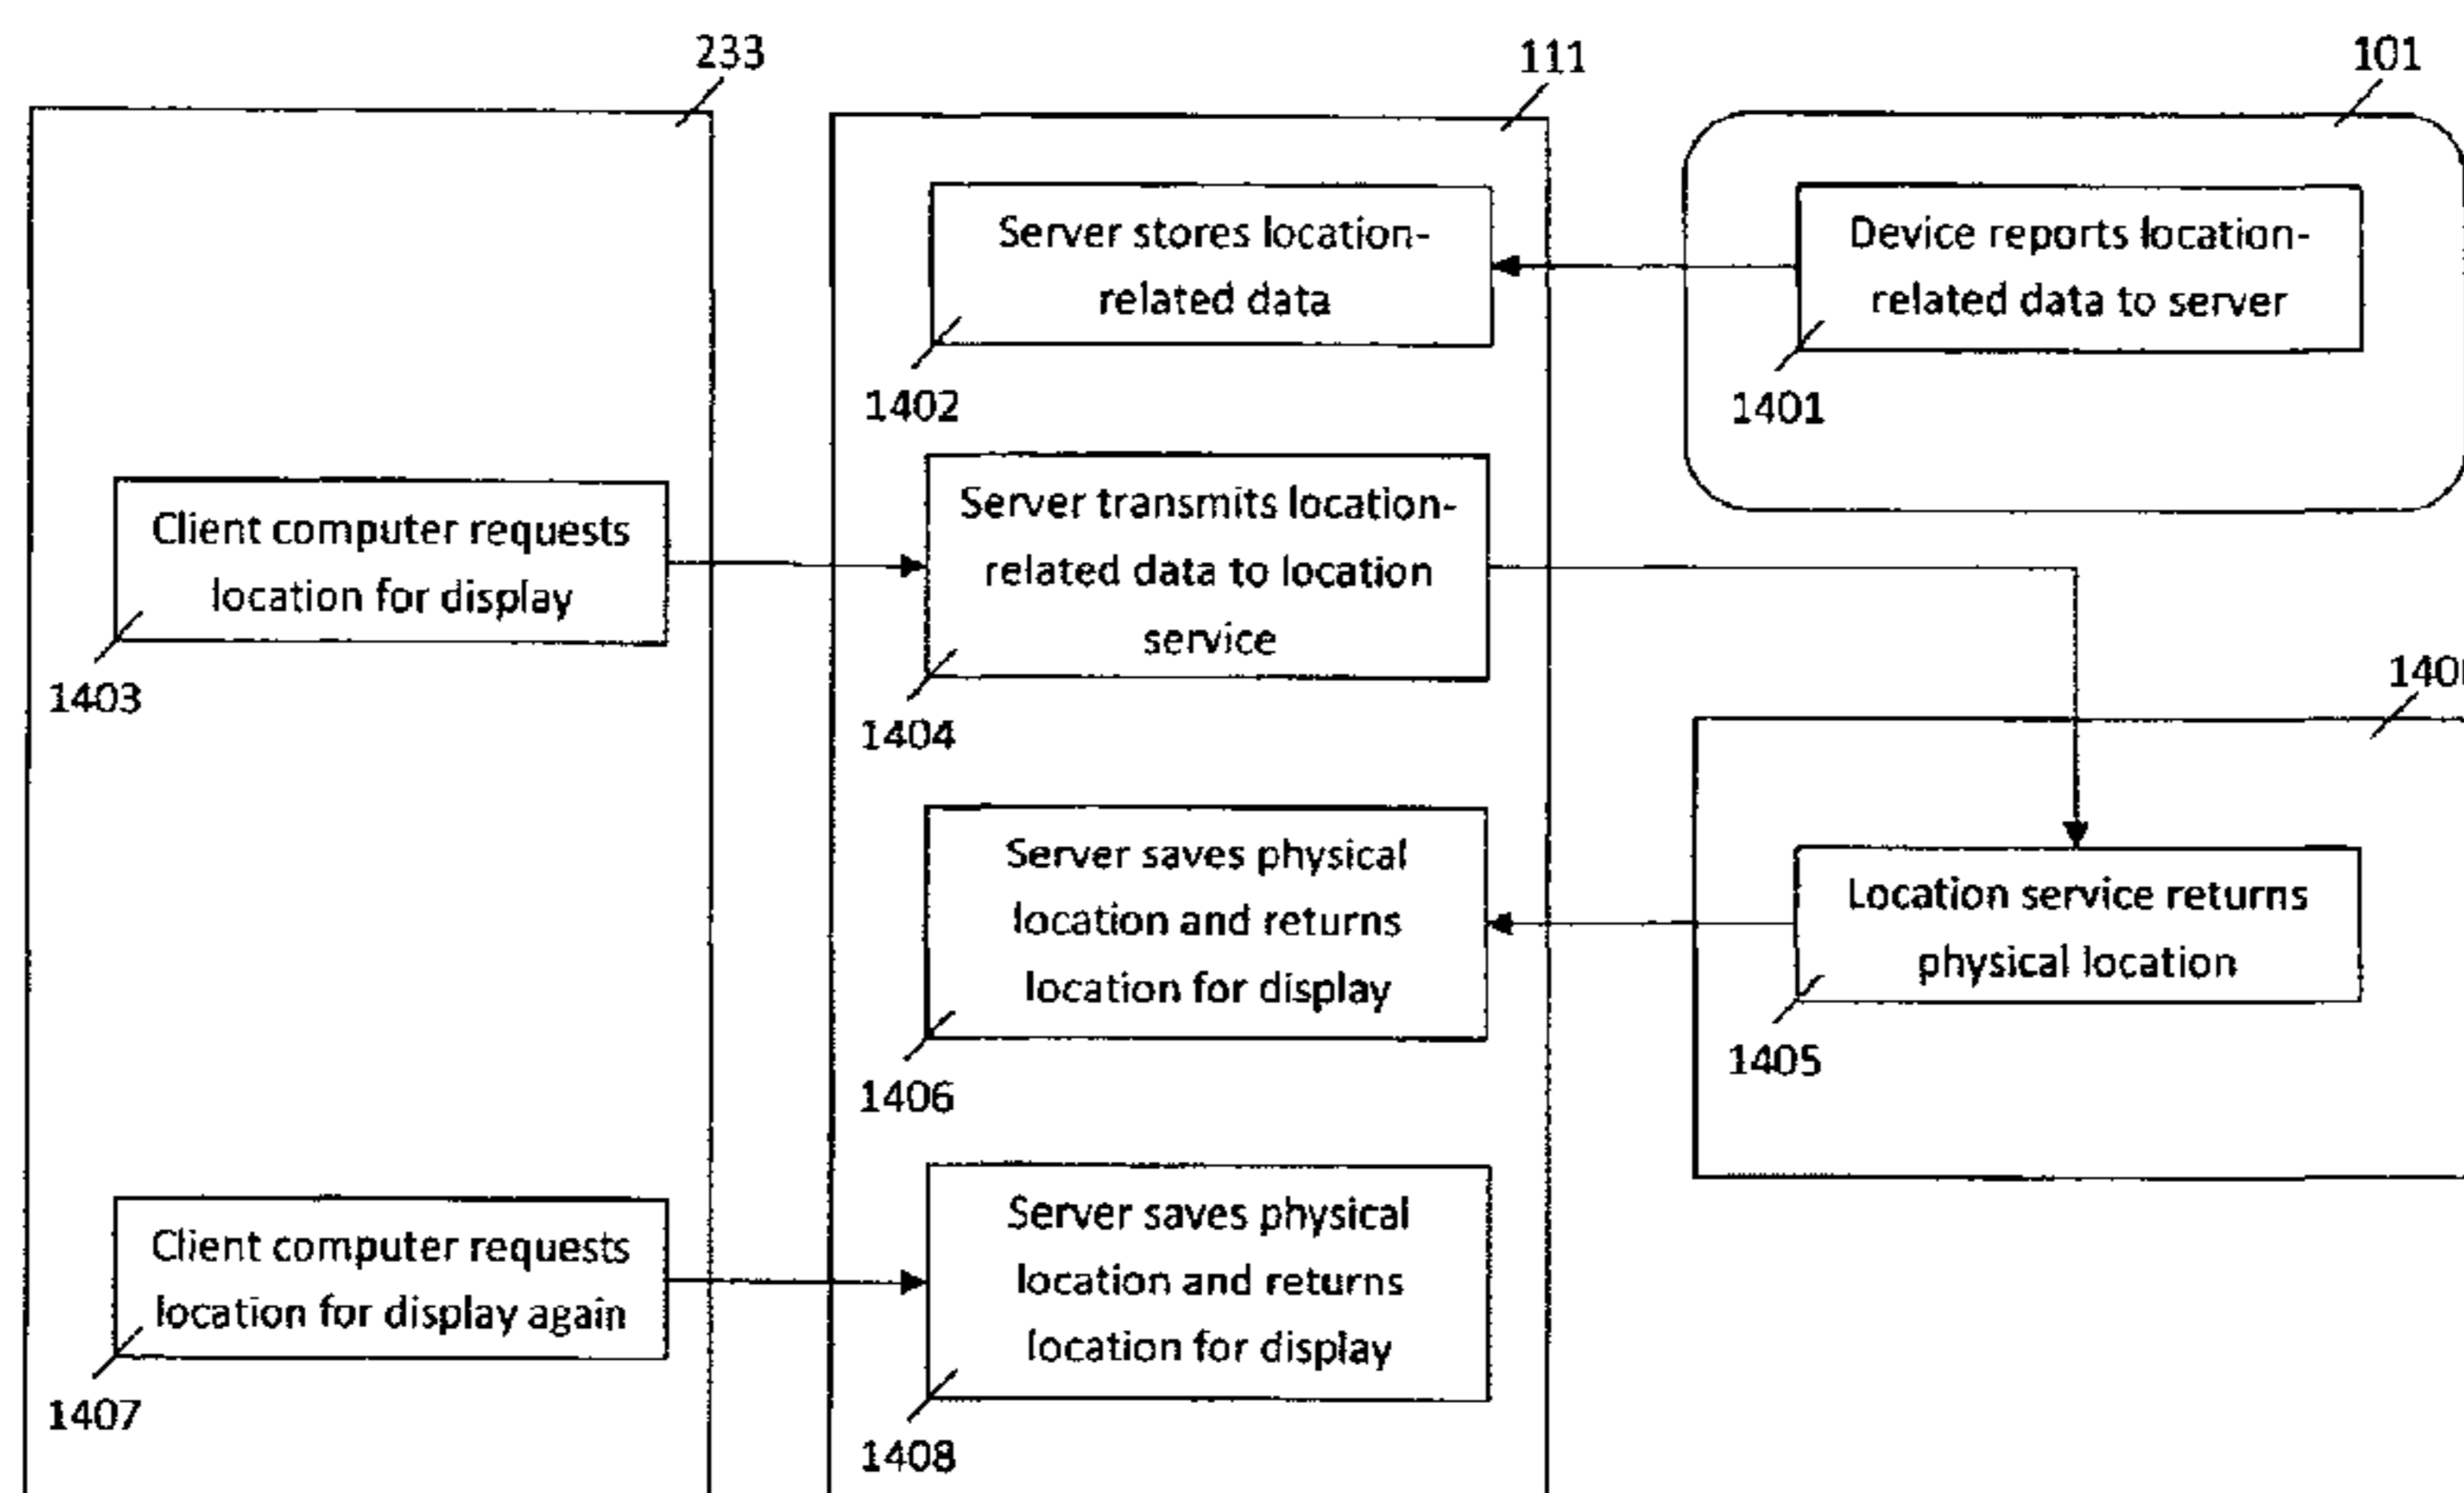 233
111
101
Server stores location-
related data
1402
Device reports location-
related data to server
1401
Client computer requests
location for display
1403
Server transmits location-
related data to location
service
1404
Server saves physical
location and returns
location for display
1406
Location service returns
physical location
1405
Client computer requests
location for display again
1407
Server saves physical
location and returns
location for display
1408